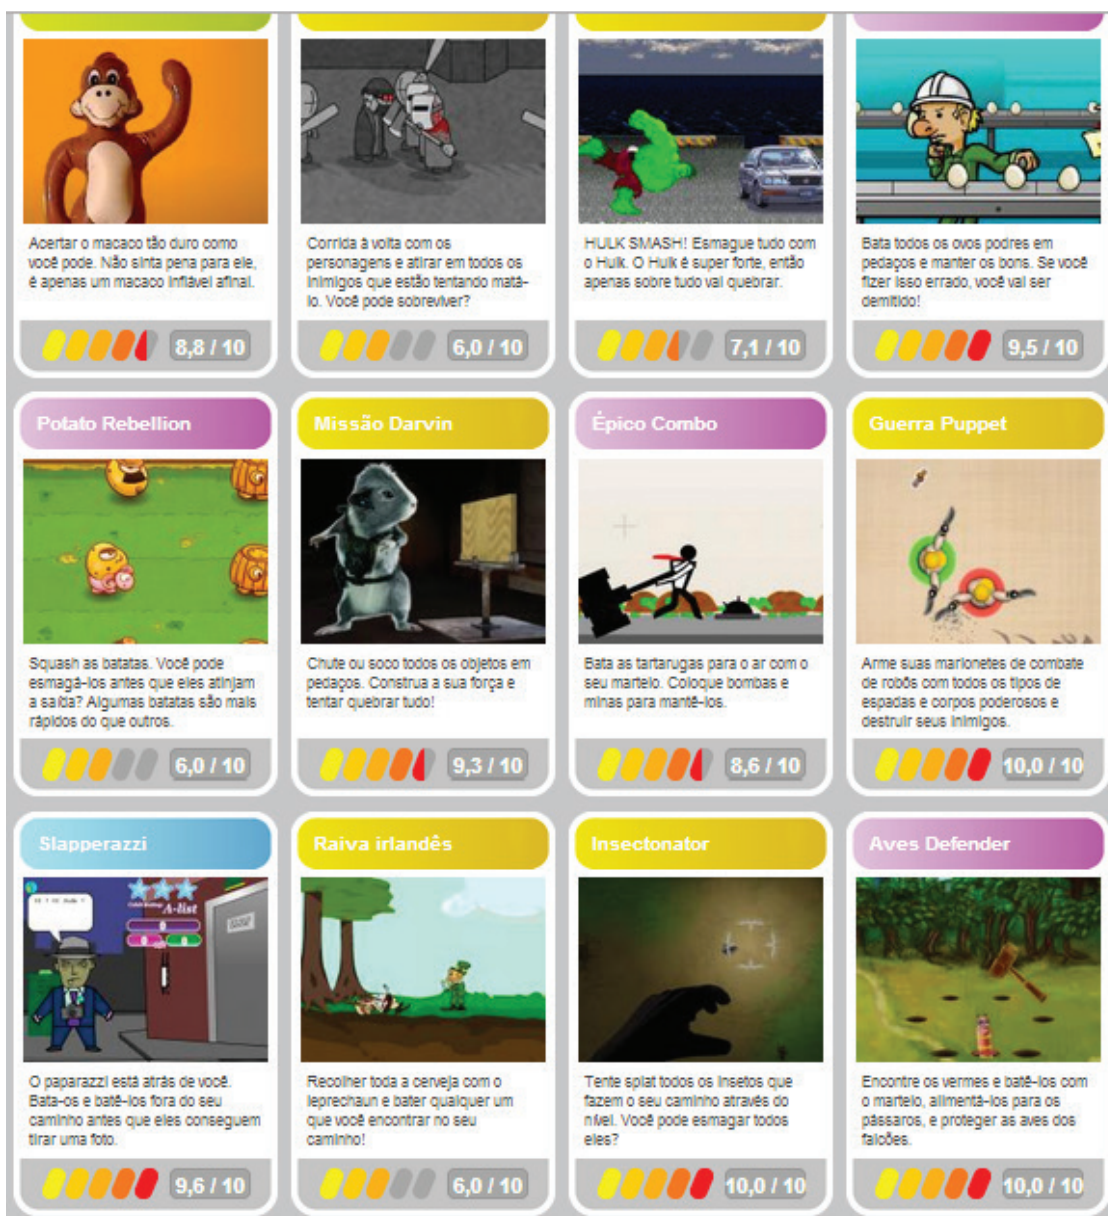 Acertar o macaco tão duro como
você pode. Não sinta pena para ele,
é apenas um macaco inflável afinal.
8,8 / 10
Corrida à volta com os
personagens e atirar em todos os
inimigos que estão tentando matá-
lo. Você pode sobreviver?
6,0 / 10
HULK SMASH! Esmague tudo com
o Hulk. O Hulk é super forte, então
apenas sobre tudo vai quebrar.
7,1 / 10
Bata todos os ovos podres em
pedaços e manter os bons. Se você
fizer isso errado, você vai ser
demitido!
9,5 / 10
Potato Rebellion
Squash as batatas. Você pode
esmagá-los antes que eles atinjam
a saída? Algumas batatas são mais
rápidos do que outros.
6,0 / 10
Missão Darvin
Chute ou soco todos os objetos em
pedaços. Construa a sua força e
tentar quebrar tudo!
9,3 / 10
Épico Combo
Bata as tartarugas para o ar com o
seu martelo. Coloque bombas e
minas para mantê-los.
8,6 / 10
Guerra Puppet
Arme suas marionetes de combate
de robôs com todos os tipos de
espadas e corpos poderosos e
destruir seus inimigos.
10,0 / 10
Slapperazzi
A-list
O paparazzi está atrás de você.
Bata-os e batê-los fora do seu
caminho antes que eles conseguem
tirar uma foto.
9,6 / 10
Raiva irlandês
Recolher toda a cerveja com o
leprechaun e bater qualquer um
que você encontrar no seu
caminho!
6,0 / 10
Insectonator
Tente splat todos os insetos que
fazem o seu caminho através do
nível. Você pode esmagar todos
eles?
10,0 / 10
Aves Defender
Encontre os vermes e batê-los com
o martelo, alimentá-los para os
pássaros, e proteger as aves dos
falcões.
10,0 / 10